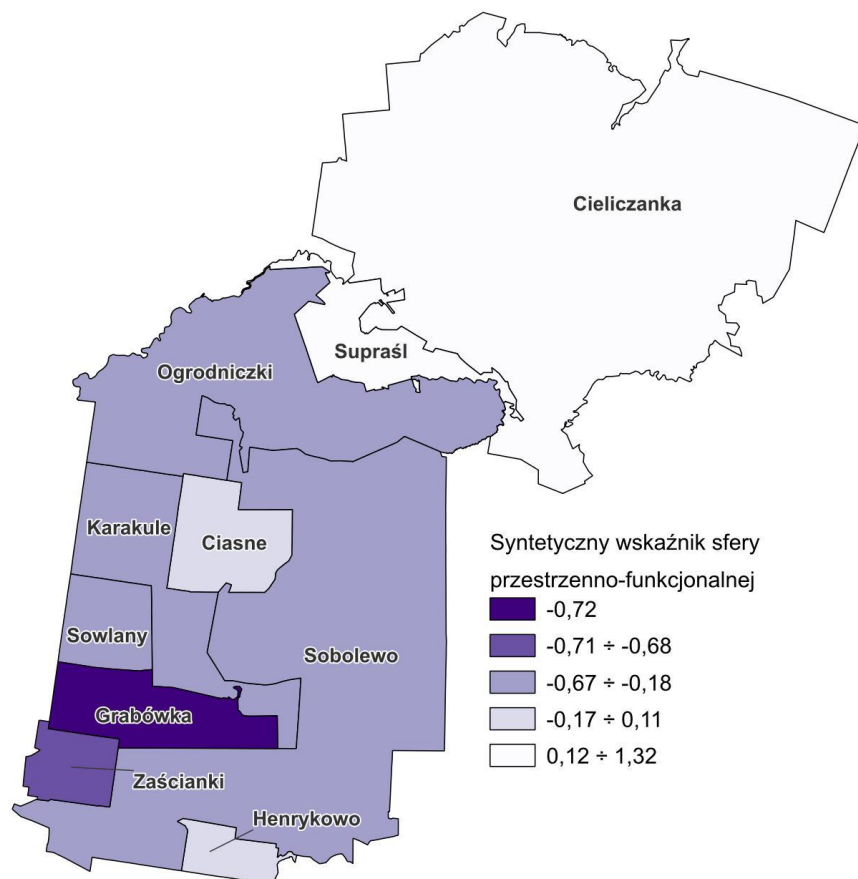 Cieliczanka
Supraśl
Ogrodniczki
Karakule
Ciasne
Sowlany
Sobolewo
Grabówka
Zaścianki
Henrykowo
Syntetyczny wskaźnik sfery
przestrzenno-funkcjonalnej
-0,72
-0,71 ÷ -0,68
-0,67 ÷ -0,18
-0,17 ÷ 0,11
0,12 ÷ 1,32